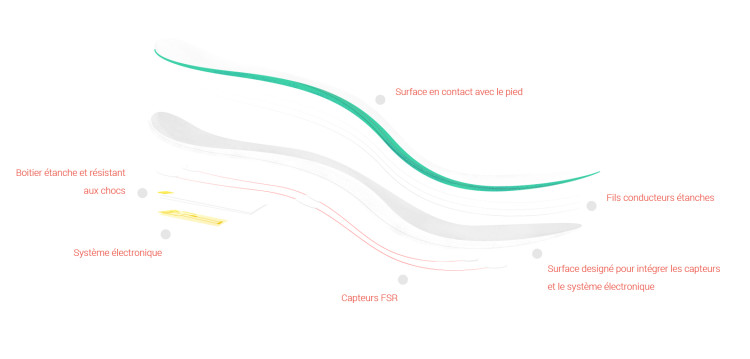 Surface en contact avec le pied
Boitier étanche et résistant
aux chocs
Fils conducteurs étanches
Système électronique
Surface designé pour intégrer les capteurs
et le système électronique
Capteurs FSR